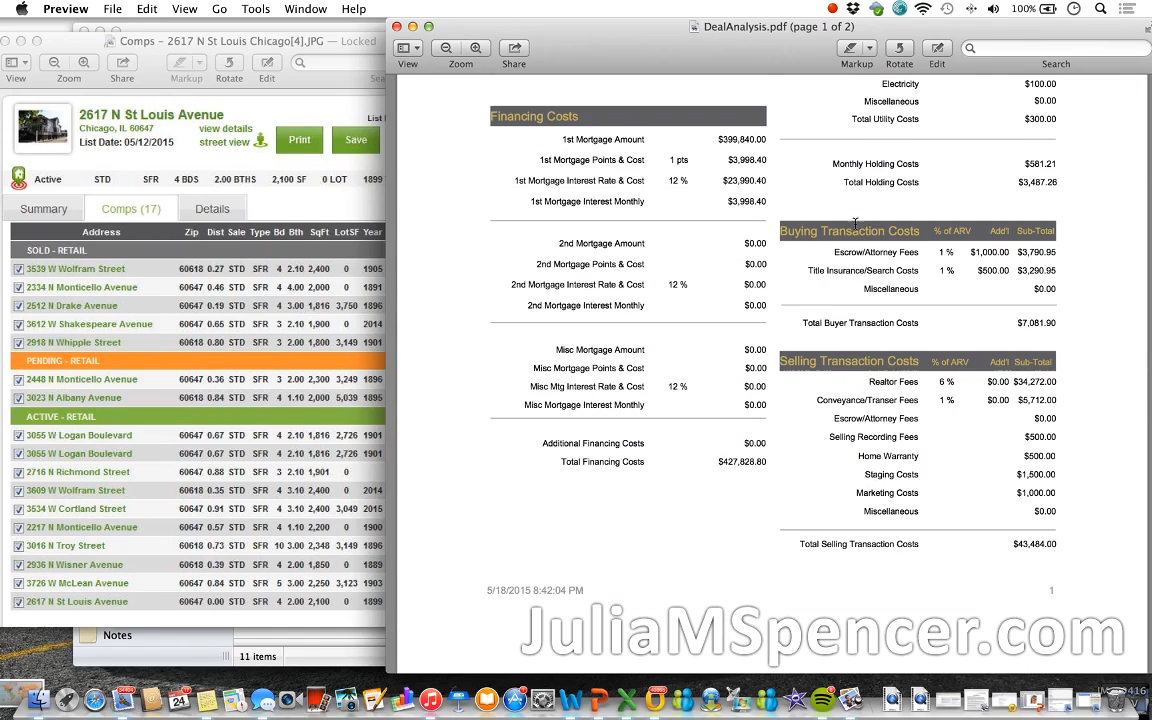 Preview File Edit View Go Tools Window Help 100%
Comps - 2617 N St Louis Chicago[4].JPG — Locked
View Zoom Share Markup Rotate Edit
2617 N St Louis Avenue
Chicago, IL 60647
List Date: 05/12/2015
view details
street view
Print
Save
Active STD SFR 4 BDS 2.00 BTHS 2,100 SF 0 LOT 1899
Summary Comps (17) Details
Address Zip Dist Sale Type Bd Bth SqFt LotSF Year
SOLD - RETAIL
3539 W Wolfram Street 60618 0.27 STD SFR 4 2.10 2,400 0 1905
2334 N Monticello Avenue 60647 0.46 STD SFR 4 4.00 2,000 0 1891
2512 N Drake Avenue 60647 0.19 STD SFR 4 3.00 1,816 3,750 1896
3612 W Shakespeare Avenue 60647 0.65 STD SFR 3 2.10 1,900 0 2014
2918 N Whipple Street 60618 0.80 STD SFR 3 2.00 1,800 3,149 1901
PENDING - RETAIL
2448 N Monticello Avenue 60647 0.36 STD SFR 3 2.00 2,300 3,249 1896
3023 N Albany Avenue 60618 0.84 STD SFR 4 1.10 2,000 5,039 1895
ACTIVE - RETAIL
3055 W Logan Boulevard 60647 0.67 STD SFR 4 2.10 1,816 2,726 1901
3055 W Logan Boulevard 60647 0.67 STD SFR 4 2.10 1,816 2,726 1901
2716 N Richmond Street 60647 0.88 STD SFR 3 2.10 1,901 0
3609 W Wolfram Street 60618 0.35 STD SFR 4 3.10 2,400 0 2014
3534 W Cortland Street 60647 0.91 STD SFR 4 3.10 2,400 3,049 2015
2217 N Monticello Avenue 60647 0.57 STD SFR 4 1.10 2,200 0 1900
3016 N Troy Street 60618 0.73 STD SFR 10 3.00 2,348 3,149 1896
2936 N Wisner Avenue 60618 0.39 STD SFR 4 2.00 1,850 0 1889
3726 W McLean Avenue 60647 0.84 STD SFR 5 3.00 2,250 3,123 1903
2617 N St Louis Avenue 60647 0.00 STD SFR 4 2.00 2,100 0 1899
Notes
11 items
DealAnalysis.pdf (page 1 of 2)
View Zoom Share Markup Rotate Edit Search
Financing Costs
1st Mortgage Amount $399,840.00
1st Mortgage Points & Cost 1 pts $3,998.40
1st Mortgage Interest Rate & Cost 12 % $23,990.40
1st Mortgage Interest Monthly $3,998.40
2nd Mortgage Amount $0.00
2nd Mortgage Points & Cost $0.00
2nd Mortgage Interest Rate & Cost 12 % $0.00
2nd Mortgage Interest Monthly $0.00
Misc Mortgage Amount $0.00
Misc Mortgage Points & Cost $0.00
Misc Mtg Interest Rate & Cost 12 % $0.00
Misc Mortgage Interest Monthly $0.00
Additional Financing Costs $0.00
Total Financing Costs $427,828.80
Electricity $100.00
Miscellaneous $0.00
Total Utility Costs $300.00
Monthly Holding Costs $581.21
Total Holding Costs $3,487.26
Buying Transaction Costs % of ARV Add'l Sub-Total
Escrow/Attorney Fees 1 % $1,000.00 $3,790.95
Title Insurance/Search Costs 1 % $500.00 $3,290.95
Miscellaneous $0.00
Total Buyer Transaction Costs $7,081.90
Selling Transaction Costs % of ARV Add'l Sub-Total
Realtor Fees 6 % $0.00 $34,272.00
Conveyance/Transer Fees 1 % $0.00 $5,712.00
Escrow/Attorney Fees $0.00
Selling Recording Fees $500.00
Home Warranty $500.00
Staging Costs $1,500.00
Marketing Costs $1,000.00
Miscellaneous $0.00
Total Selling Transaction Costs $43,484.00
5/18/2015 8:42:04 PM 1
JuliaMSpencer.com